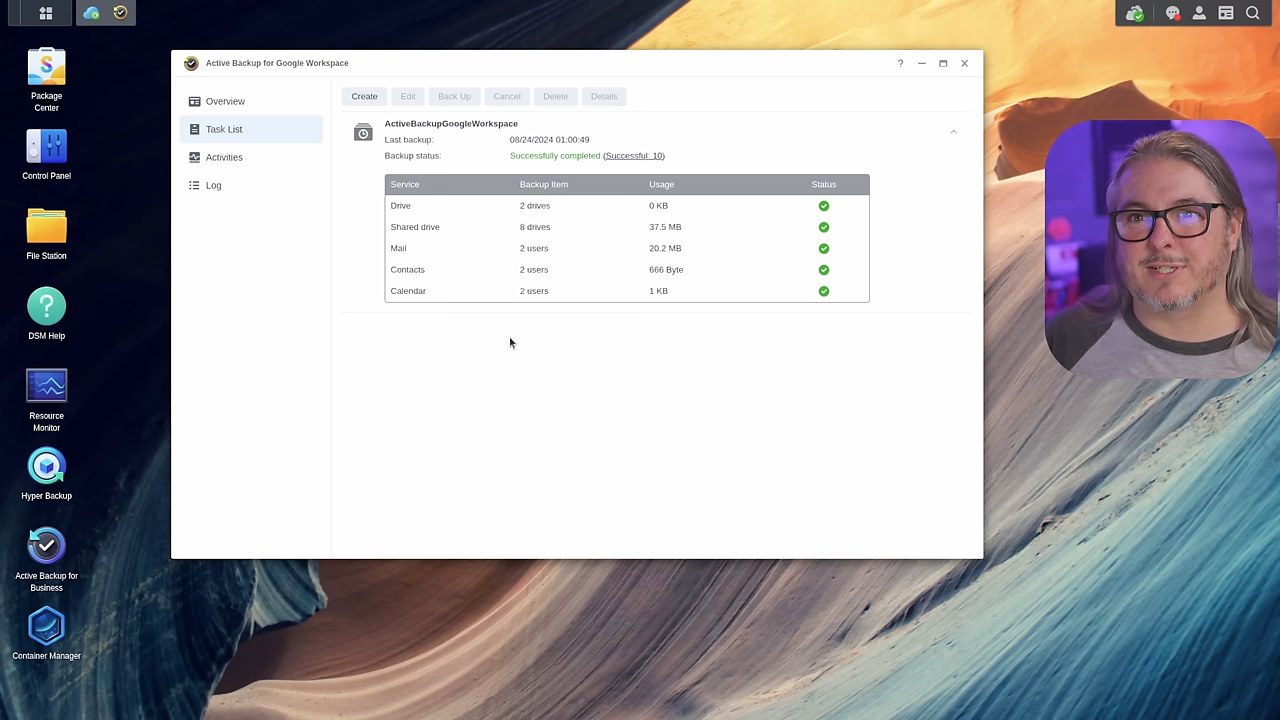 Active Backup for Google Workspace
Package
Center
Control Panel
File Station
DSM Help
Resource
Monitor
Hyper Backup
Active Backup for
Business
Container Manager
Overview
Task List
Activities
Log
Create Edit Back Up Cancel Delete Details
ActiveBackupGoogleWorkspace
Last backup: 08/24/2024 01:00:49
Backup status: Successfully completed (Successful: 10)
Service Backup Item Usage Status
Drive 2 drives 0 KB
Shared drive 8 drives 37.5 MB
Mail 2 users 20.2 MB
Contacts 2 users 666 Byte
Calendar 2 users 1 KB